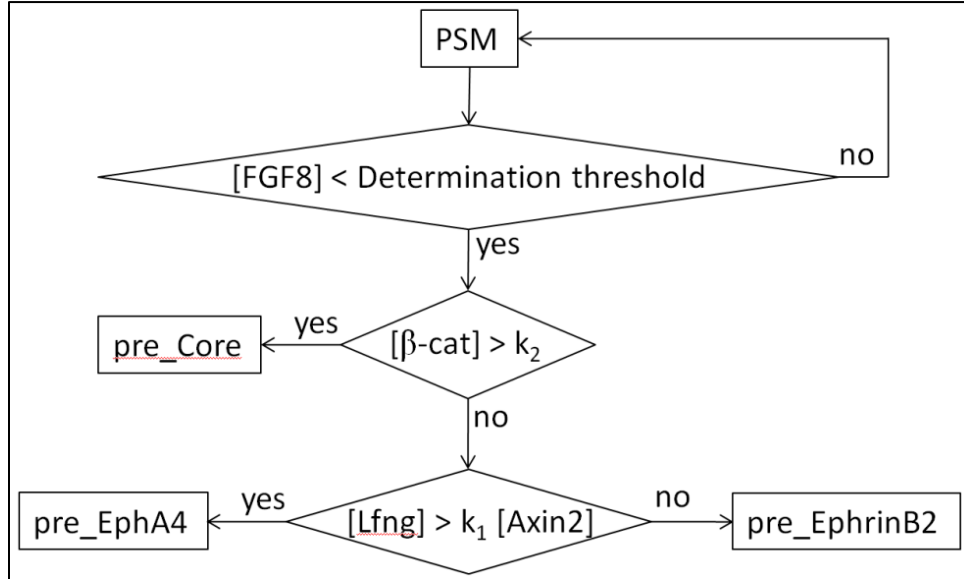 PSM
[FGF8] < Determination threshold
no
yes
yes
[β-cat] > k₂
pre_Core
no
yes
[Lfng] > k₁ [Axin2]
no
pre_EphA4
pre_EphrinB2